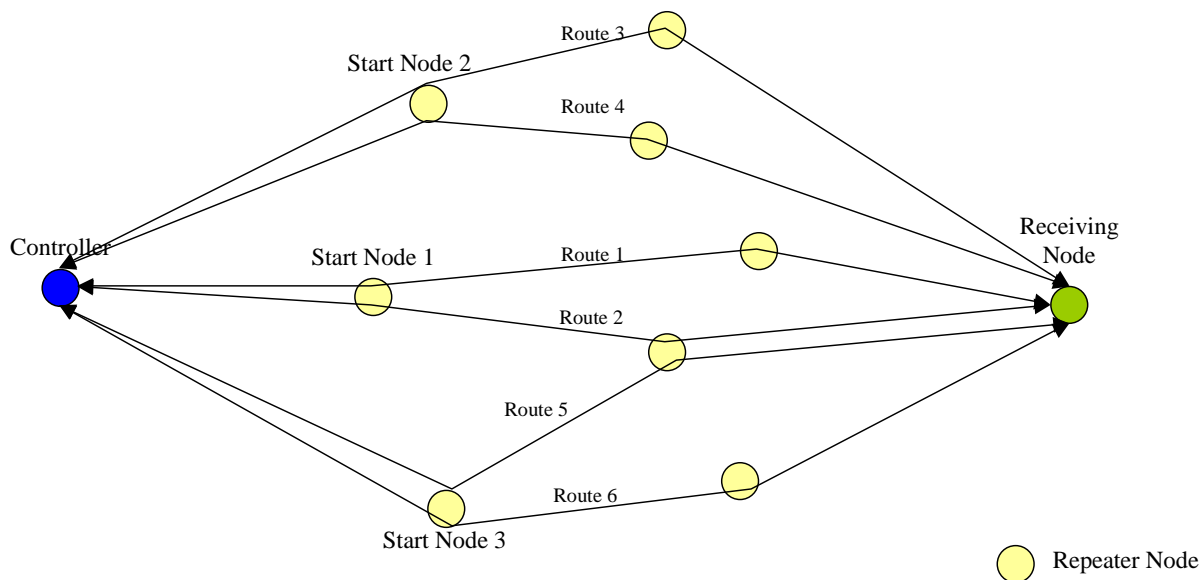 Route 3
Start Node 2
Route 4
Receiving
Node
Controller
Start Node 1
Route 1
Route 2
Route 5
Route 6
Start Node 3
Repeater Node